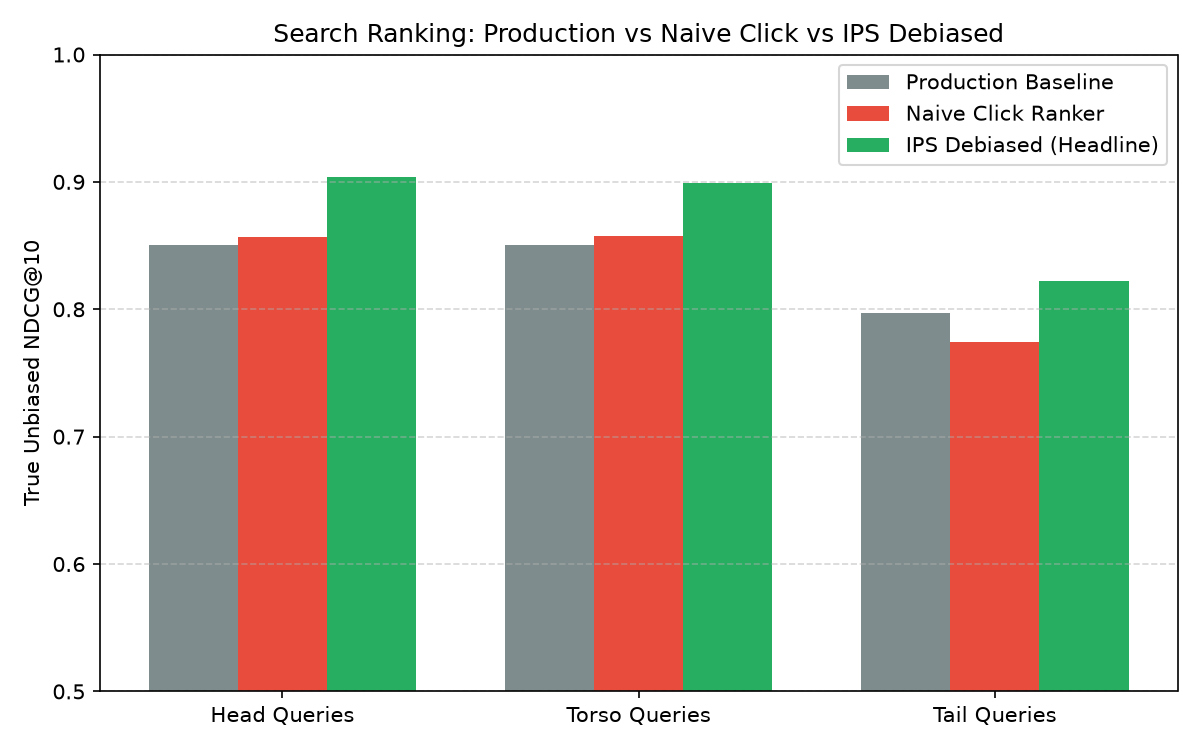 Search Ranking: Production vs Naive Click vs IPS Debiased
Production Baseline
Naive Click Ranker
IPS Debiased (Headline)
True Unbiased NDCG@10
1.0
0.9
0.8
0.7
0.6
0.5
Head Queries
Torso Queries
Tail Queries